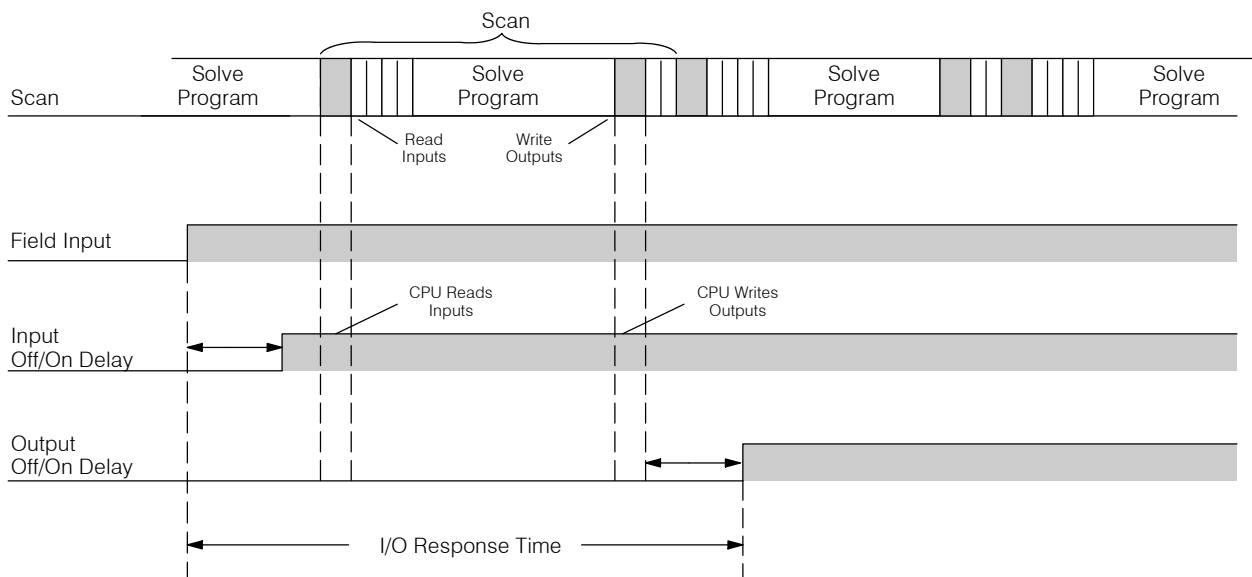 Scan
Scan
Solve
Program
Solve
Program
Solve
Program
Solve
Program
Read
Inputs
Write
Outputs
Field Input
CPU Reads
Inputs
CPU Writes
Outputs
Input
Off/On Delay
Output
Off/On Delay
I/O Response Time